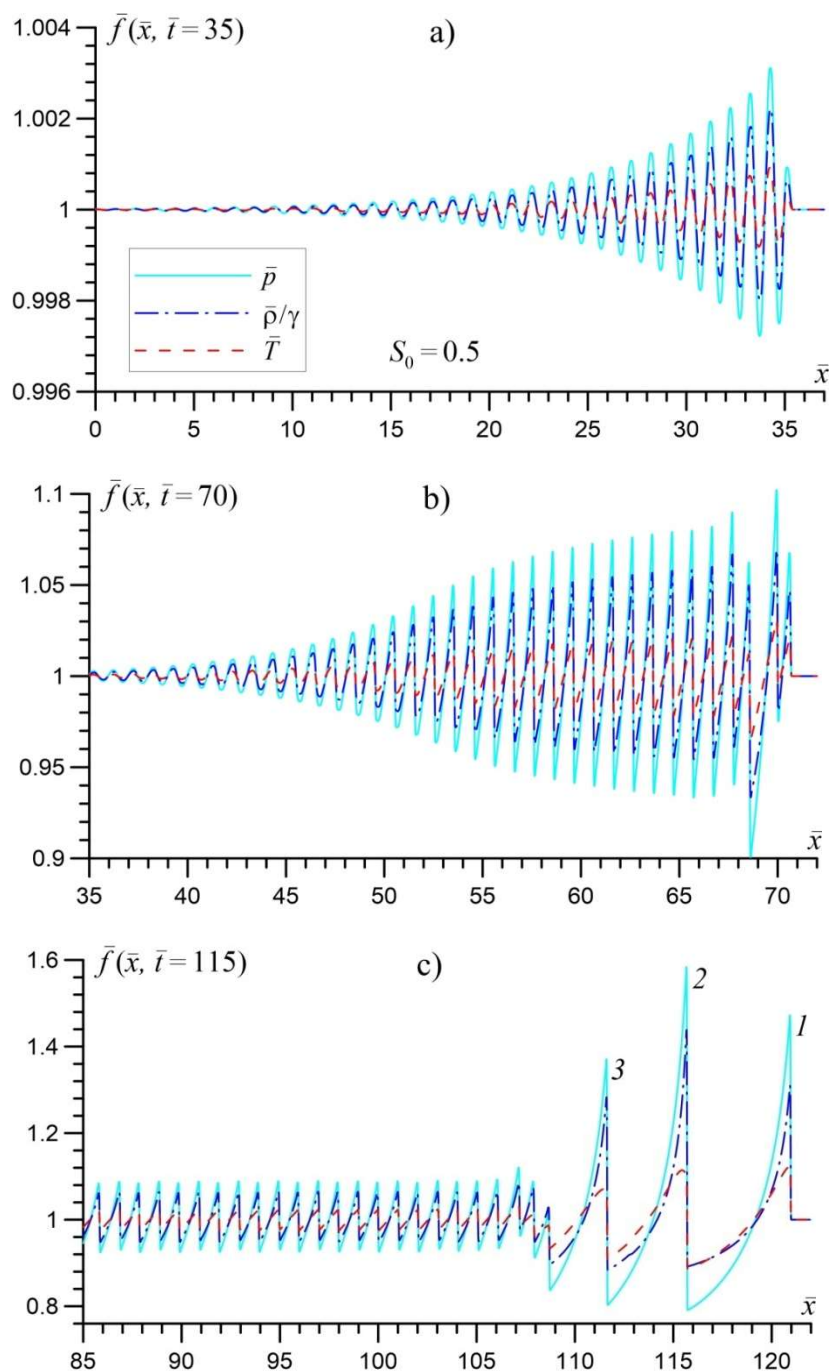 f̄(x̄, t̄ = 35)
a)
1.004
1.002
1
0.998
0.996
p̄
ρ̄/γ
T̄
S₀ = 0.5
x̄
0 5 10 15 20 25 30 35
f̄(x̄, t̄ = 70)
b)
1.1
1.05
1
0.95
0.9
x̄
35 40 45 50 55 60 65 70
f̄(x̄, t̄ = 115)
c)
1.6
1.4
1.2
1
0.8
3
2
1
x̄
85 90 95 100 105 110 115 120